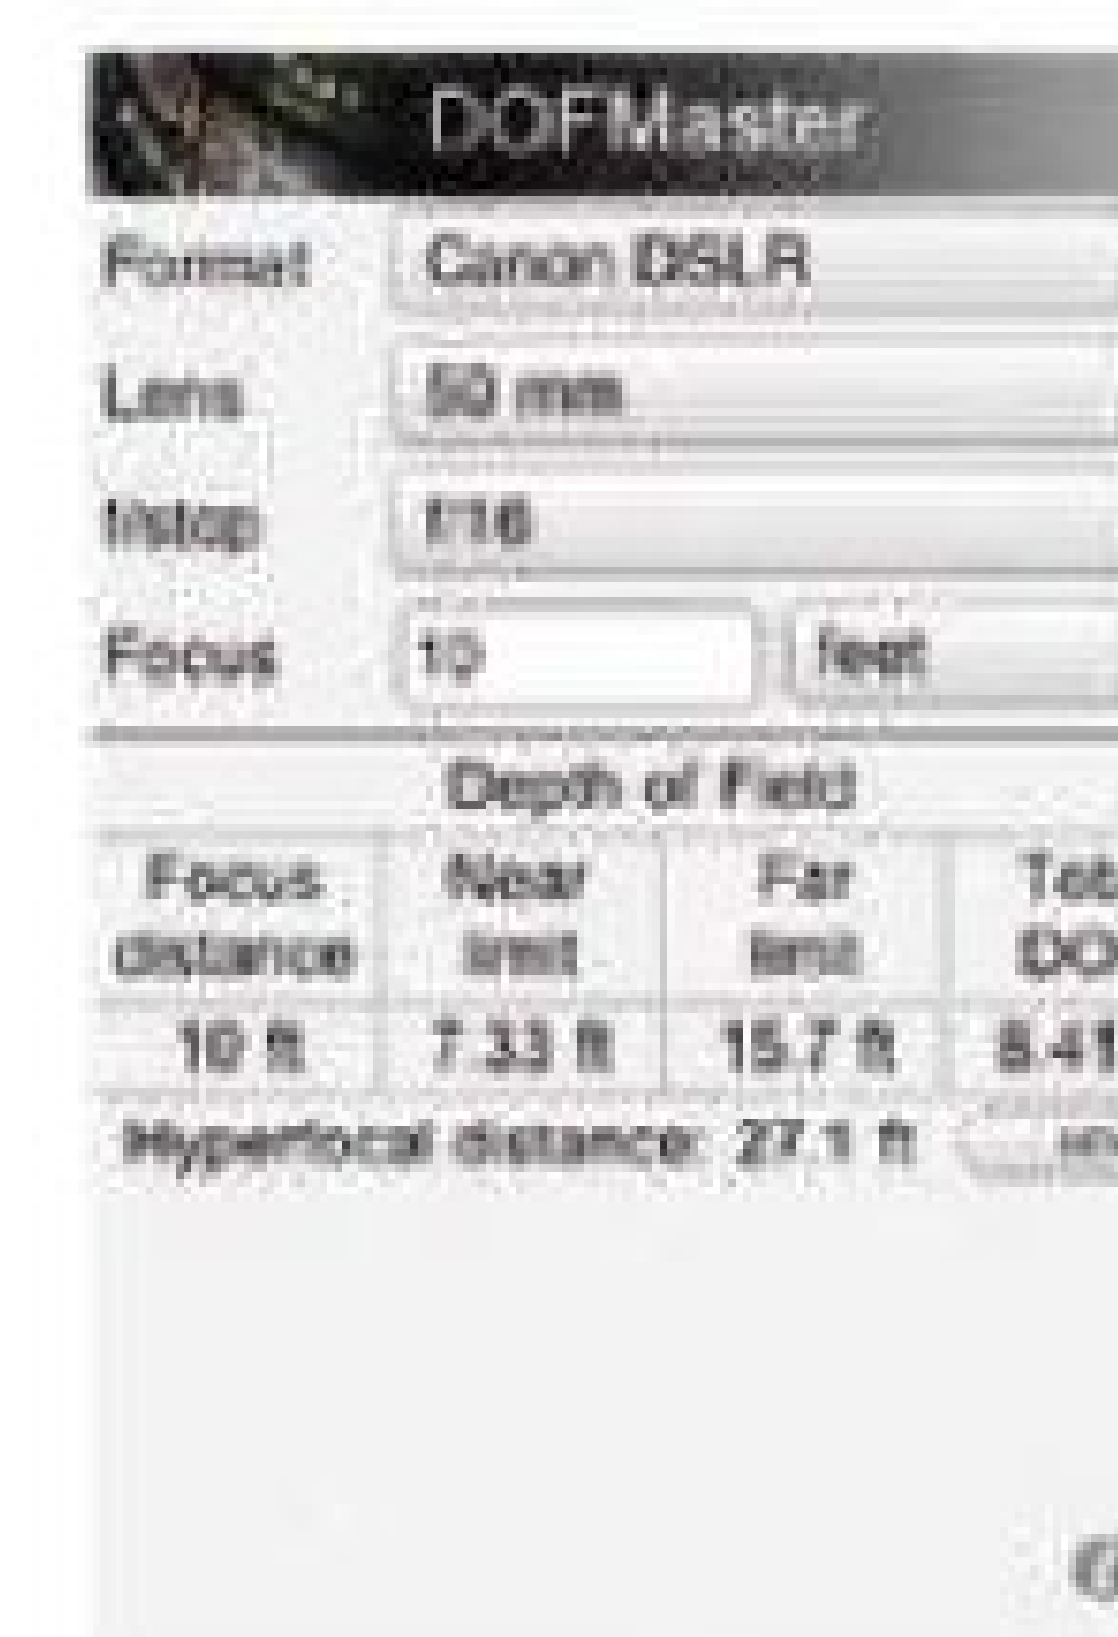 DOFMaster
Format Canon DSLR
Lens 50 mm
f/stop f/16
Focus 10 feet
Depth of Field
Focus distance Near limit Far limit
10 ft 7.33 ft 15.7 ft
Hyperfocal distance: 27.1 ft